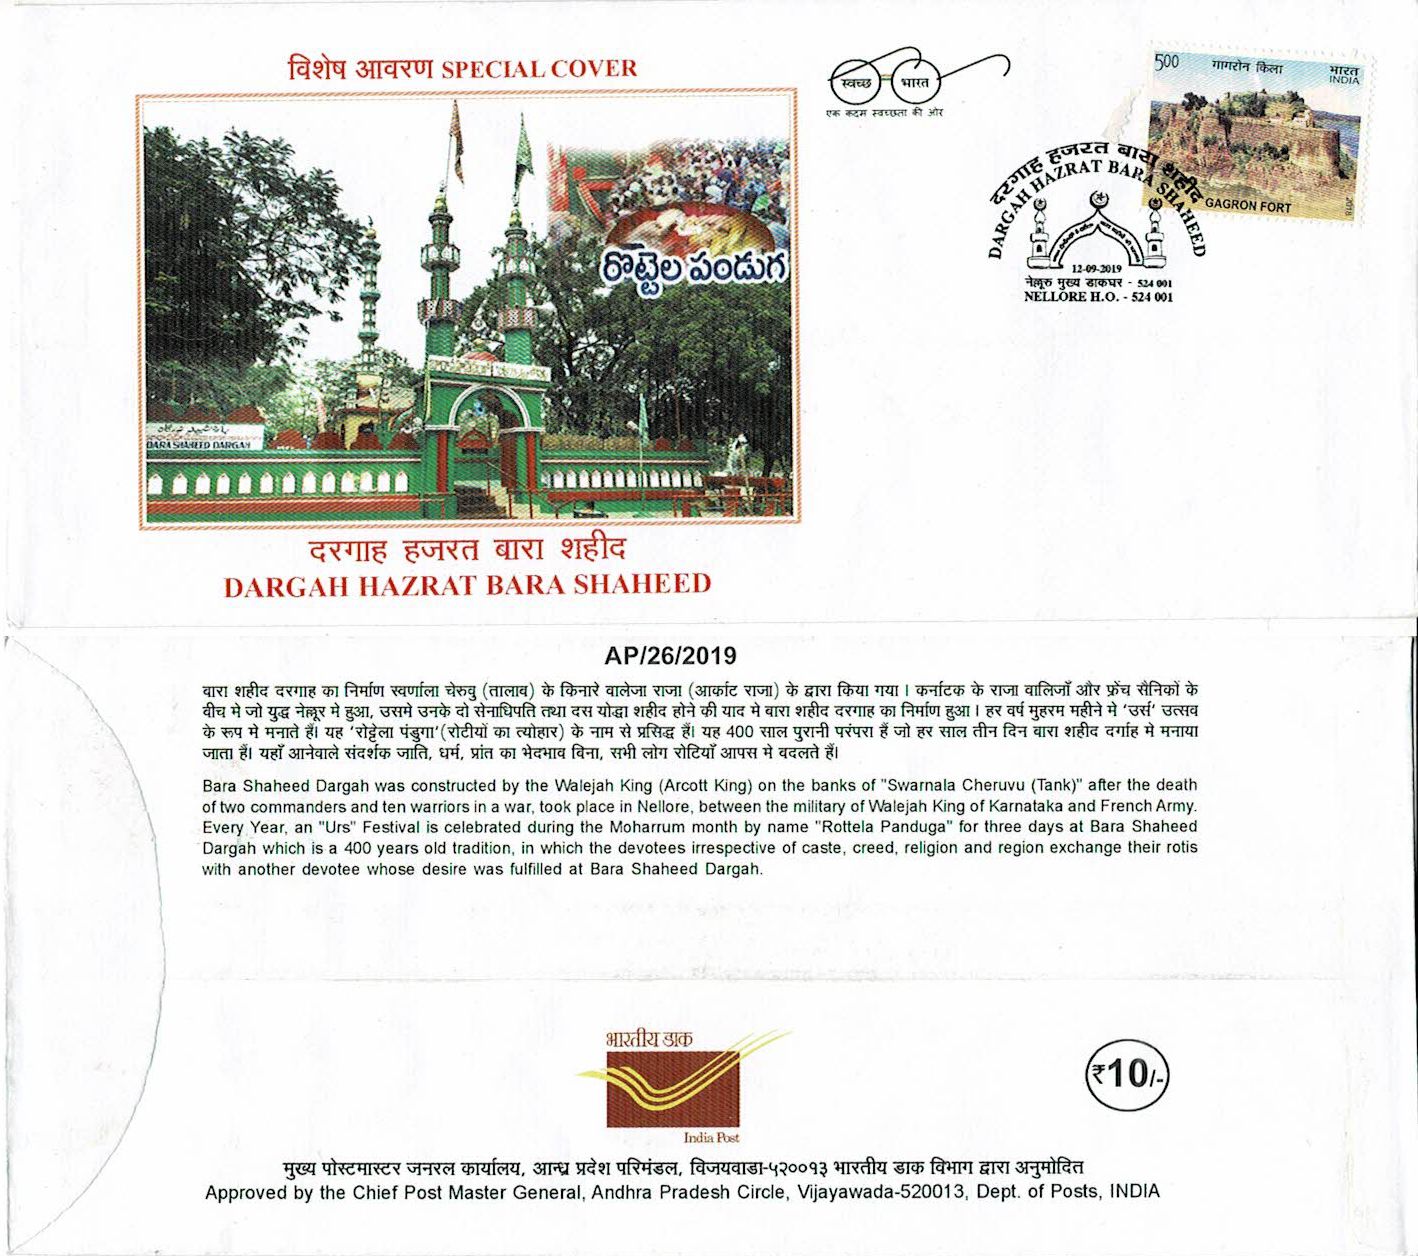 विशेष आवरण SPECIAL COVER
स्वच्छ भारत
एक कदम स्वच्छता की ओर
500 गागरोन किला भारत
INDIA
GAGRON FORT
2018
दरगाह हजरत बारा शहीद
DARGAH HAZRAT BARA SHAHEED
12-09-2019
नेल्लूरु मुख्य डाकघर - 524 001
NELLORE H.O. - 524 001
రొట్టెల పండుగ
BARA SHAHEED DARGAH
दरगाह हजरत बारा शहीद
DARGAH HAZRAT BARA SHAHEED
AP/26/2019
बारा शहीद दरगाह का निर्माण स्वर्णाला चेरुवु (तालाव) के किनारे वालेजा राजा (आर्काट राजा) के द्वारा किया गया । कर्नाटक के राजा वालिजाँ और फ्रेंच सैनिकों के
बीच मे जो युद्ध नेल्लूर मे हुआ, उसमे उनके दो सेनाधिपति तथा दस योद्धा शहीद होने की याद मे बारा शहीद दरगाह का निर्माण हुआ । हर वर्ष मुहरम महीने मे 'उर्स' उत्सव
के रूप मे मनाते हैं। यह 'रोट्टेला पंडुगा'(रोटीयों का त्योहार) के नाम से प्रसिद्ध हैं। यह 400 साल पुरानी परंपरा हैं जो हर साल तीन दिन बारा शहीद दर्गाह मे मनाया
जाता हैं। यहाँ आनेवाले संदर्शक जाति, धर्म, प्रांत का भेदभाव बिना, सभी लोग रोटियाँ आपस मे बदलते हैं।
Bara Shaheed Dargah was constructed by the Walejah King (Arcott King) on the banks of "Swarnala Cheruvu (Tank)" after the death
of two commanders and ten warriors in a war, took place in Nellore, between the military of Walejah King of Karnataka and French Army.
Every Year, an "Urs" Festival is celebrated during the Moharrum month by name "Rottela Panduga" for three days at Bara Shaheed
Dargah which is a 400 years old tradition, in which the devotees irrespective of caste, creed, religion and region exchange their rotis
with another devotee whose desire was fulfilled at Bara Shaheed Dargah.
भारतीय डाक
India Post
₹10/-
मुख्य पोस्टमास्टर जनरल कार्यालय, आन्ध्र प्रदेश परिमंडल, विजयवाडा-५२००१३ भारतीय डाक विभाग द्वारा अनुमोदित
Approved by the Chief Post Master General, Andhra Pradesh Circle, Vijayawada-520013, Dept. of Posts, INDIA